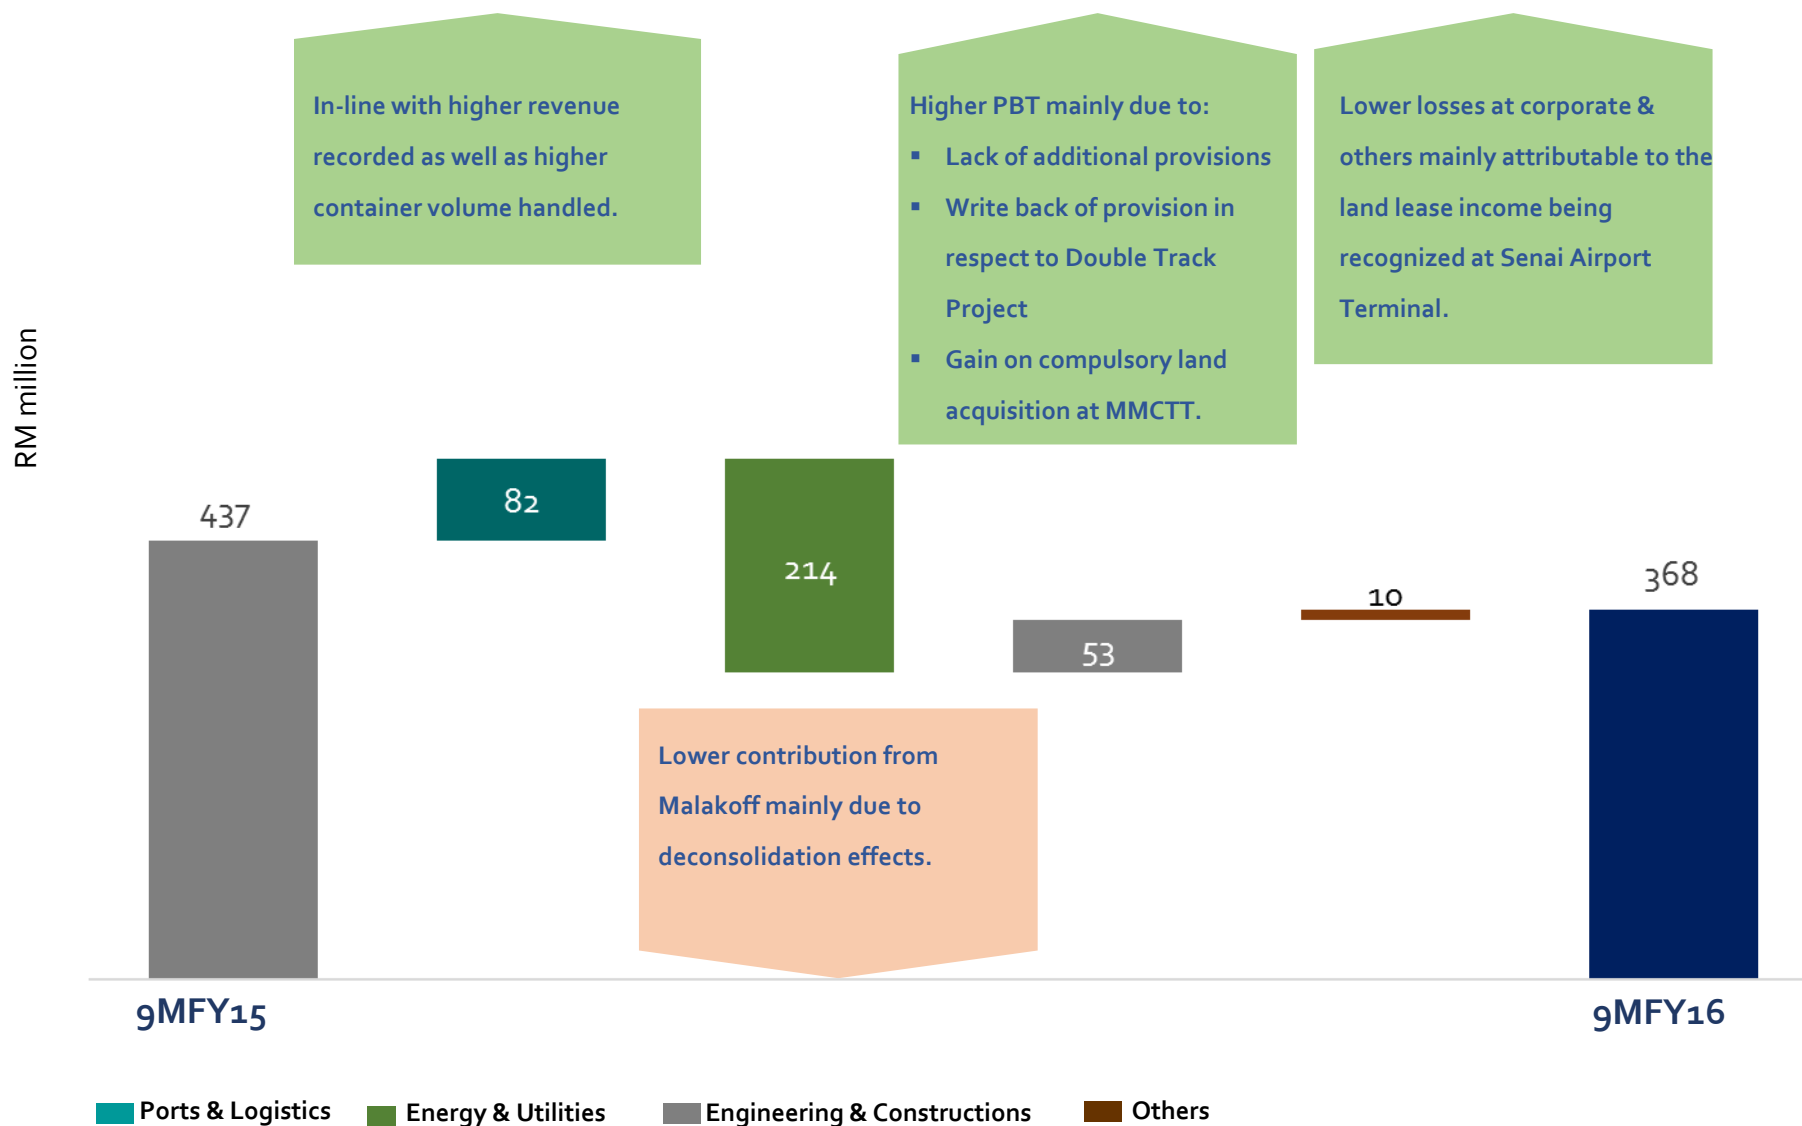 In-line with higher revenue
recorded as well as higher
container volume handled.
Higher PBT mainly due to:
▪ Lack of additional provisions
▪ Write back of provision in
respect to Double Track
Project
▪ Gain on compulsory land
acquisition at MMCTT.
Lower losses at corporate &
others mainly attributable to the
land lease income being
recognized at Senai Airport
Terminal.
RM million
437
82
214
53
10
368
Lower contribution from
Malakoff mainly due to
deconsolidation effects.
9MFY15
9MFY16
Ports & Logistics
Energy & Utilities
Engineering & Constructions
Others